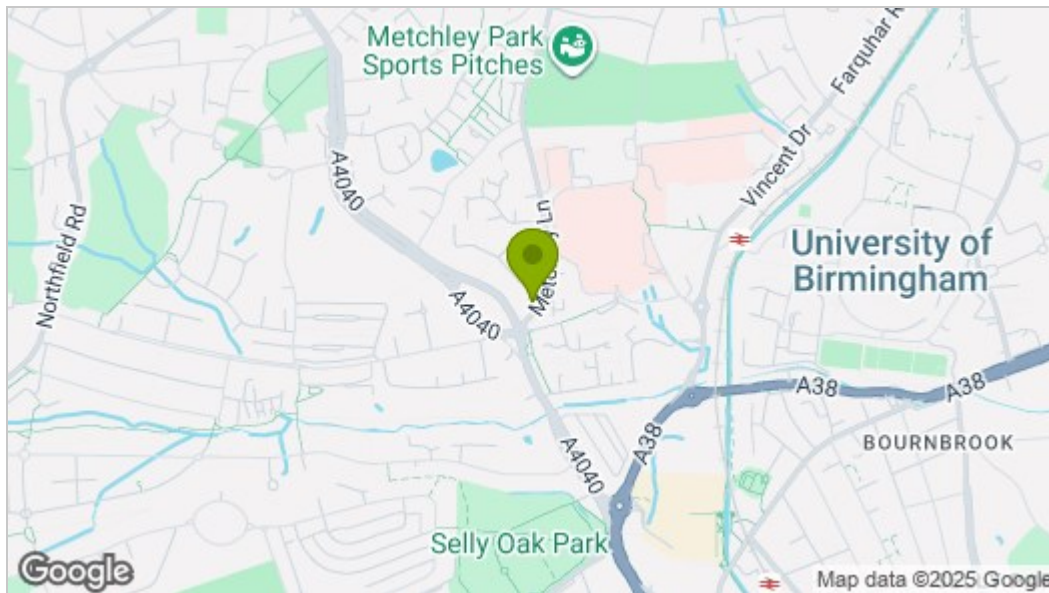 Metchley Park
Sports Pitches
Farquhar R
Vincent Dr
A4040
Northfield Rd
Ln
University of
Birmingham
A4040
A38
A38
A38
BOURNBROOK
A4040
Selly Oak Park
Google
Map data ©2025 Google